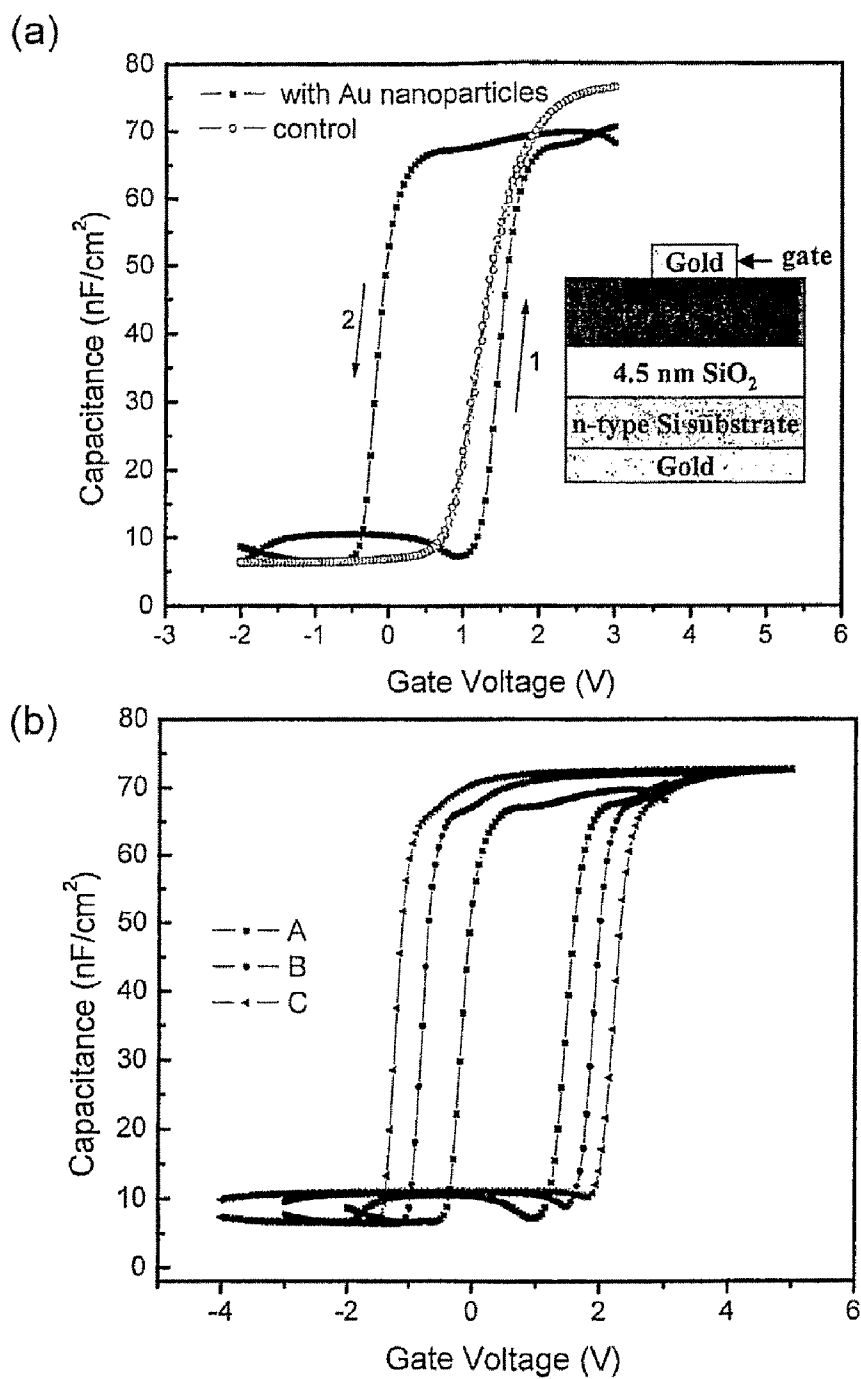 (a)
80
70
60
50
40
30
20
10
0
Capacitance (nF/cm²)
with Au nanoparticles
control
2
1
Gold
gate
4.5 nm SiO₂
n-type Si substrate
Gold
-3 -2 -1 0 1 2 3 4 5 6
Gate Voltage (V)
(b)
80
70
60
50
40
30
20
10
0
Capacitance (nF/cm²)
A
B
C
-4 -2 0 2 4 6
Gate Voltage (V)